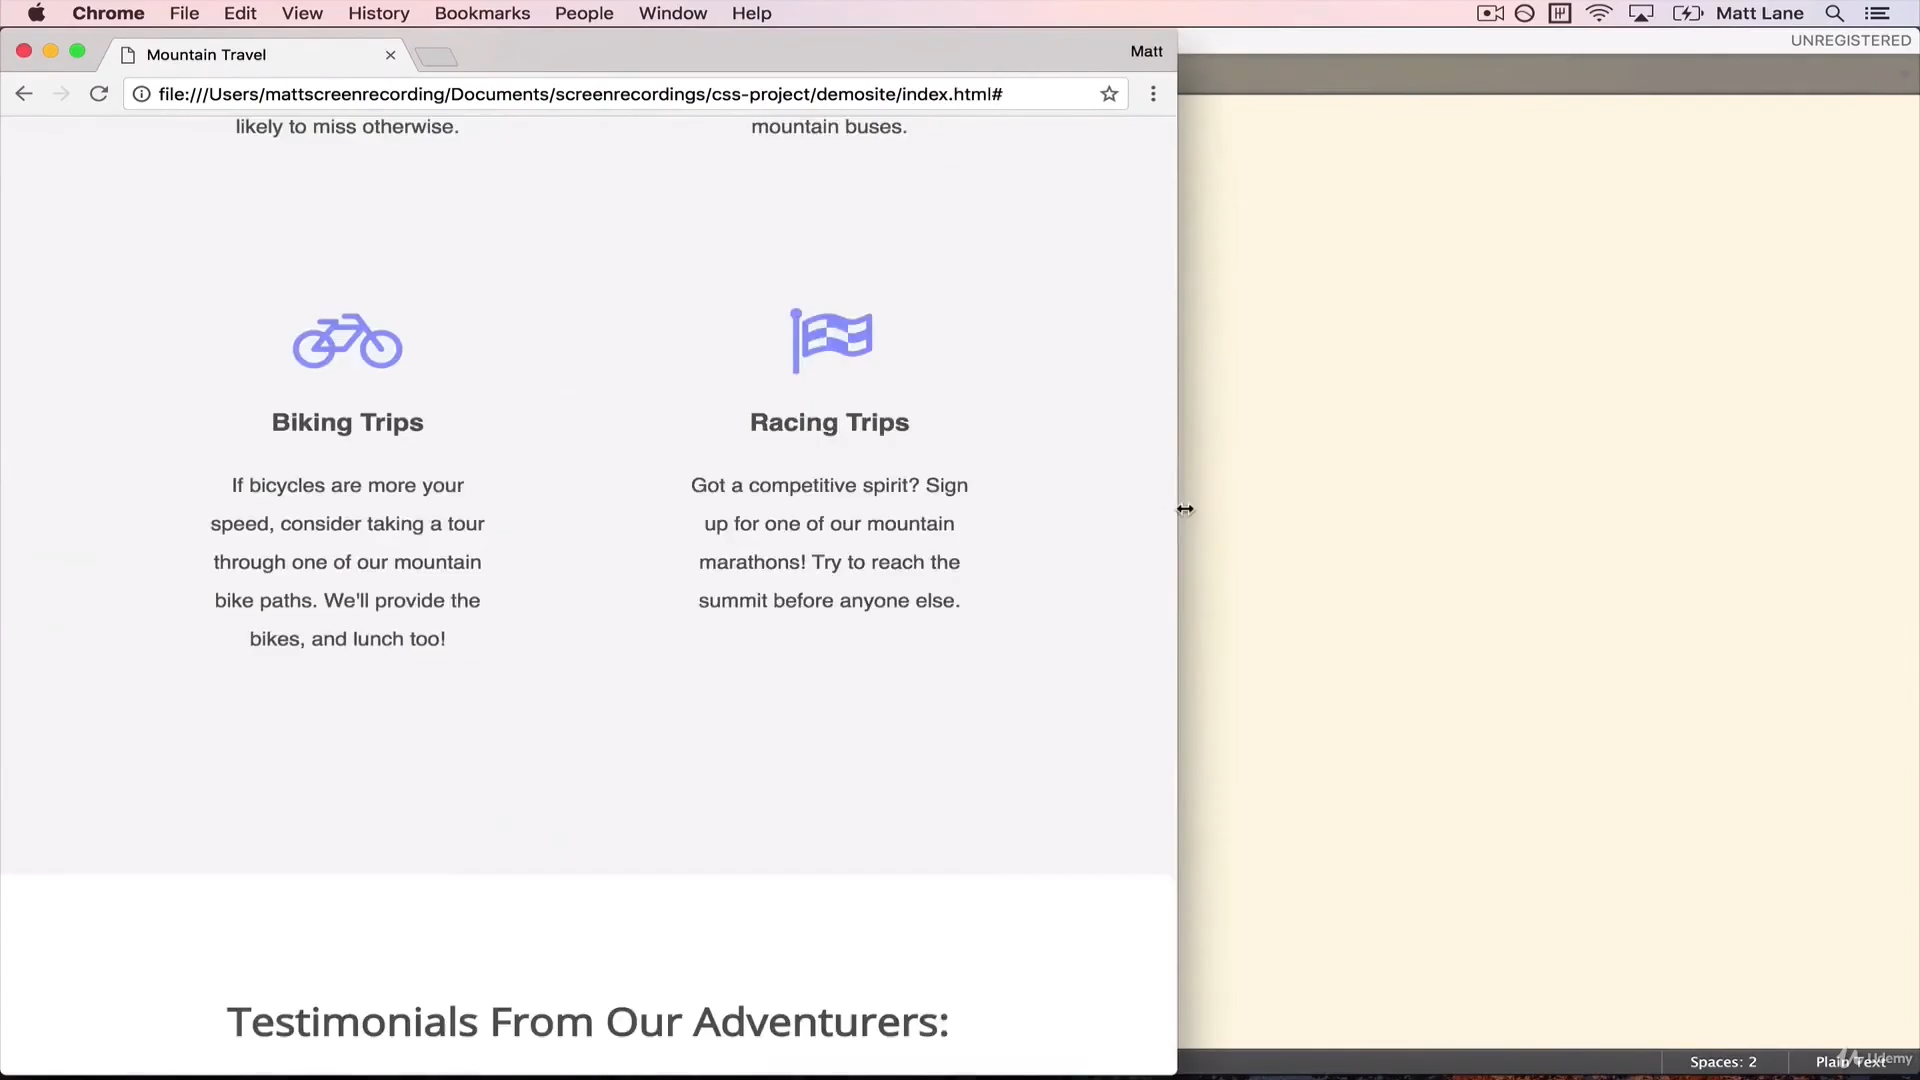 Chrome File Edit View History Bookmarks People Window Help Matt Lane
UNREGISTERED
Mountain Travel
Matt
file:///Users/mattscreenrecording/Documents/screenrecordings/css-project/demosite/index.html#
likely to miss otherwise.
mountain buses.
Biking Trips
If bicycles are more your
speed, consider taking a tour
through one of our mountain
bike paths. We'll provide the
bikes, and lunch too!
Racing Trips
Got a competitive spirit? Sign
up for one of our mountain
marathons! Try to reach the
summit before anyone else.
Testimonials From Our Adventurers:
Spaces: 2 Plain Text
Udemy